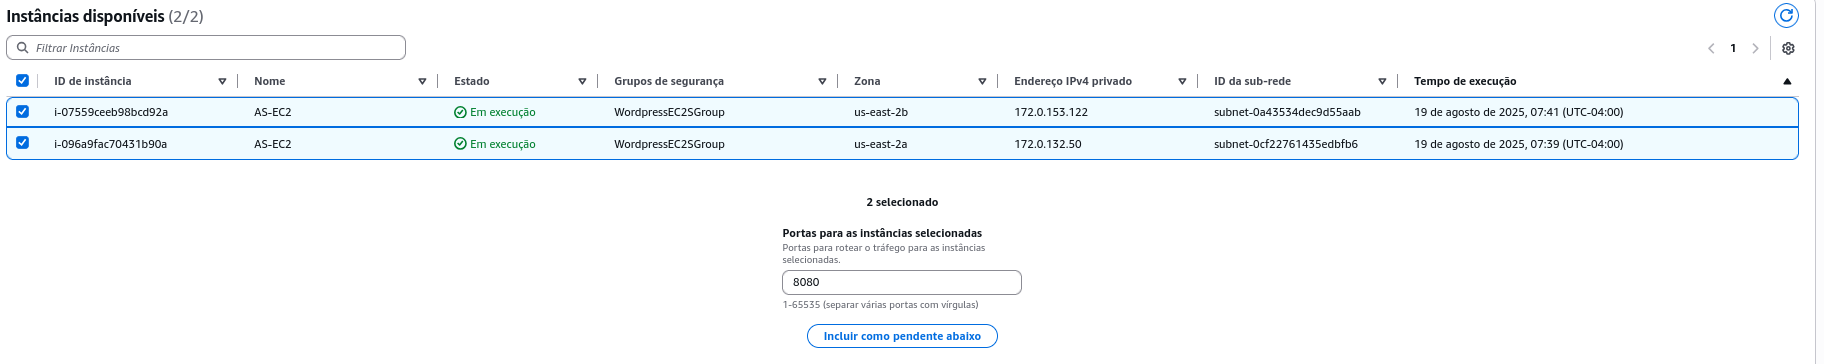 Instâncias disponíveis (2/2)
Filtrar Instâncias
1
ID de instância Nome Estado Grupos de segurança Zona Endereço IPv4 privado ID da sub-rede Tempo de execução
i-07559ceeb98bcd92a AS-EC2 Em execução WordpressEC2SGroup us-east-2b 172.0.153.122 subnet-0a43534dec9d55aab 19 de agosto de 2025, 07:41 (UTC-04:00)
i-096a9fac70431b90a AS-EC2 Em execução WordpressEC2SGroup us-east-2a 172.0.132.50 subnet-0cf22761435edbfb6 19 de agosto de 2025, 07:39 (UTC-04:00)
2 selecionado
Portas para as instâncias selecionadas
Portas para rotear o tráfego para as instâncias
selecionadas.
8080
1-65535 (separar várias portas com vírgulas)
Incluir como pendente abaixo